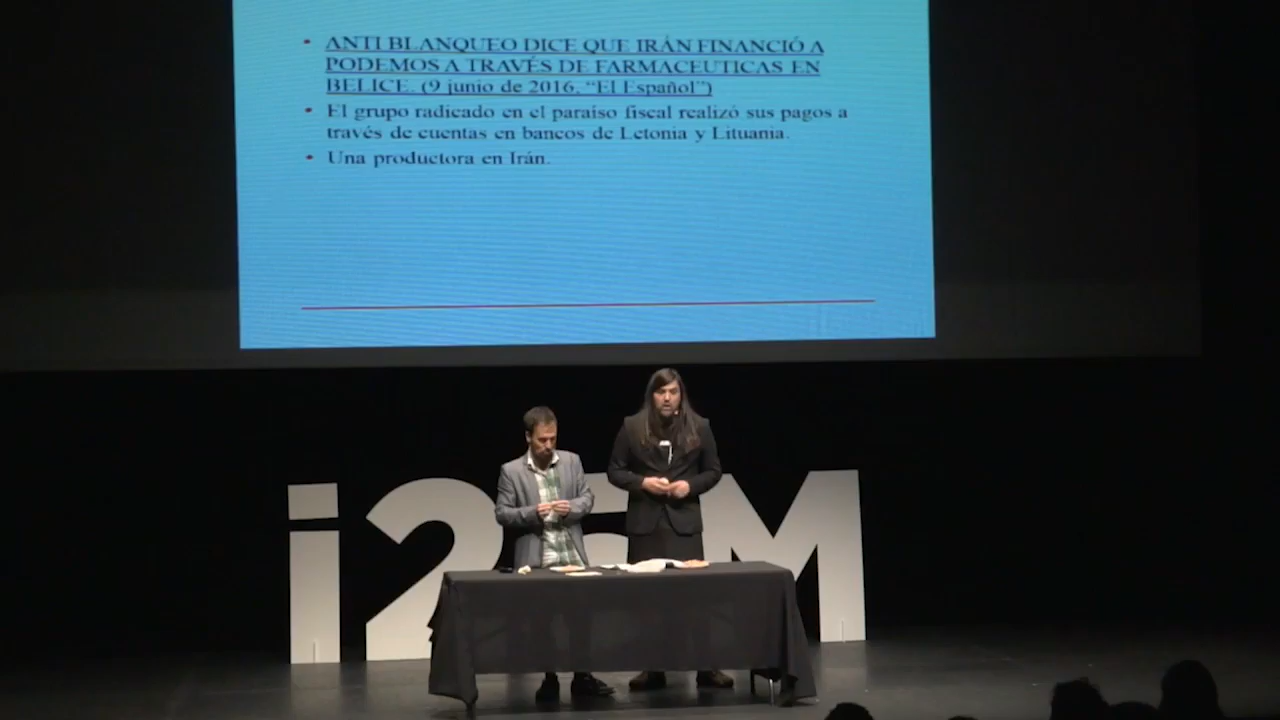 • ANTI BLANQUEO DICE QUE IRÁN FINANCIÓ A
PODEMOS A TRAVÉS DE FARMACEUTICAS EN
BELICE. (9 junio de 2016, “El Español”)
• El grupo radicado en el paraíso fiscal realizó sus pagos a
través de cuentas en bancos de Letonia y Lituania.
• Una productora en Irán.
i25M